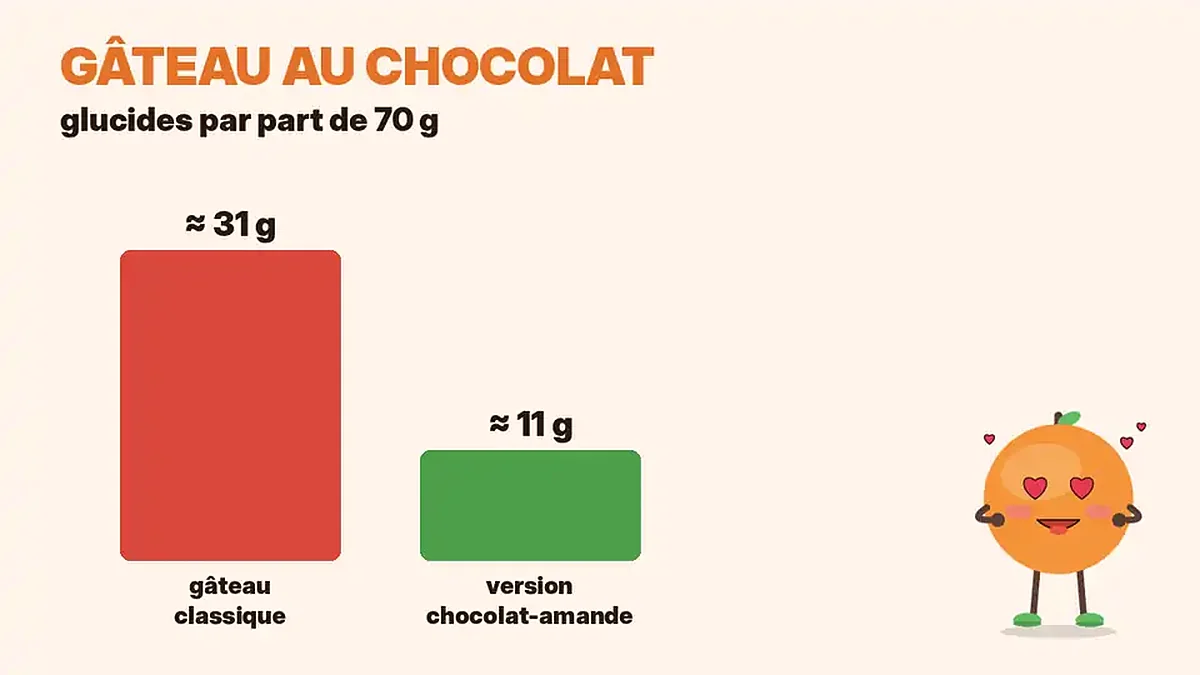 GÂTEAU AU CHOCOLAT
glucides par part de 70 g
≈ 31 g
≈ 11 g
gâteau
classique
version
chocolat-amande